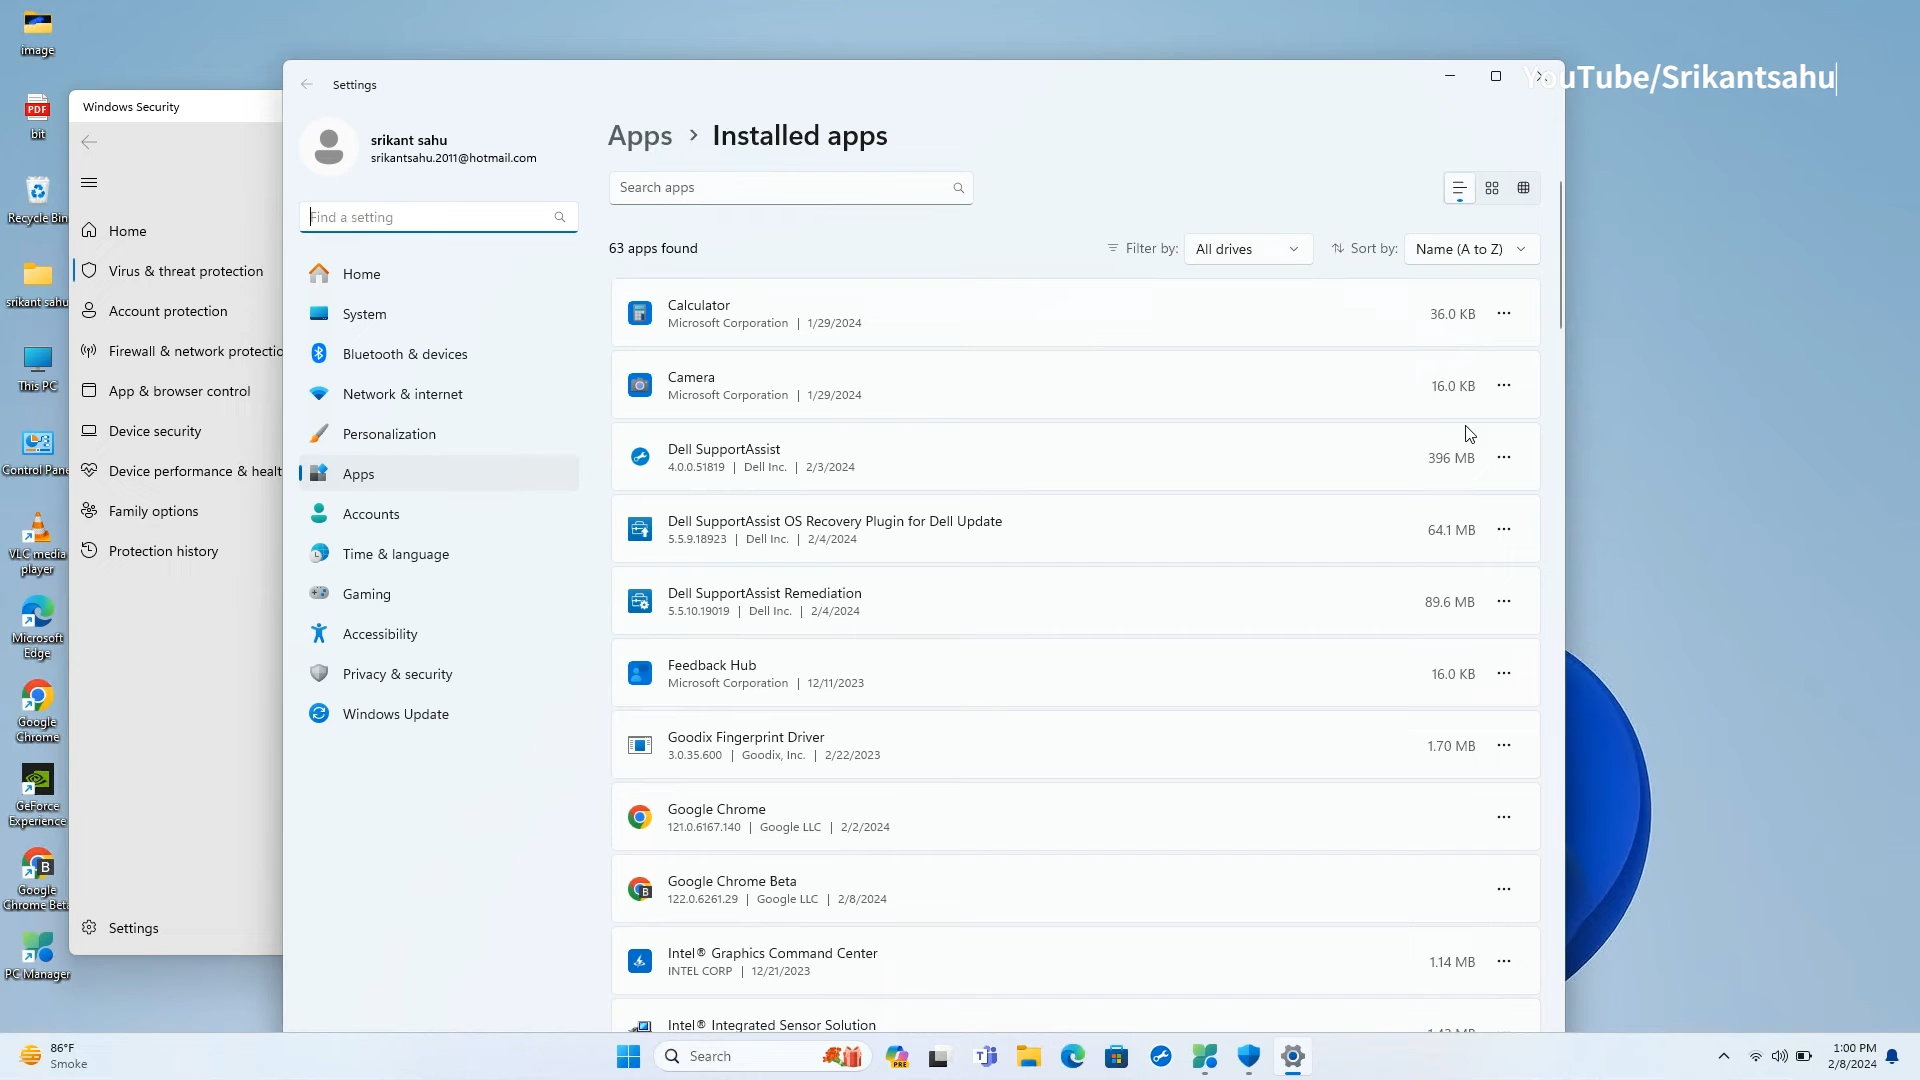 image
bit
Recycle Bin
srikant sahu
This PC
Control Pane
VLC media
player
Microsoft
Edge
Google
Chrome
GeForce
Experience
Google
Chrome Beta
PC Manager
Windows Security
Home
Virus & threat protection
Account protection
Firewall & network protectio
App & browser control
Device security
Device performance & healt
Family options
Protection history
Settings
Settings
srikant sahu
srikantsahu.2011@hotmail.com
Find a setting
Home
System
Bluetooth & devices
Network & internet
Personalization
Apps
Accounts
Time & language
Gaming
Accessibility
Privacy & security
Windows Update
YouTube/Srikantsahu
Apps > Installed apps
Search apps
63 apps found
Filter by: All drives
Sort by: Name (A to Z)
Calculator
Microsoft Corporation | 1/29/2024
36.0 KB
Camera
Microsoft Corporation | 1/29/2024
16.0 KB
Dell SupportAssist
4.0.0.51819 | Dell Inc. | 2/3/2024
396 MB
Dell SupportAssist OS Recovery Plugin for Dell Update
5.5.9.18923 | Dell Inc. | 2/4/2024
64.1 MB
Dell SupportAssist Remediation
5.5.10.19019 | Dell Inc. | 2/4/2024
89.6 MB
Feedback Hub
Microsoft Corporation | 12/11/2023
16.0 KB
Goodix Fingerprint Driver
3.0.35.600 | Goodix, Inc. | 2/22/2023
1.70 MB
Google Chrome
121.0.6167.140 | Google LLC | 2/2/2024
Google Chrome Beta
122.0.6261.29 | Google LLC | 2/8/2024
Intel® Graphics Command Center
INTEL CORP | 12/21/2023
1.14 MB
Intel® Integrated Sensor Solution
86°F
Smoke
Search
1:00 PM
2/8/2024